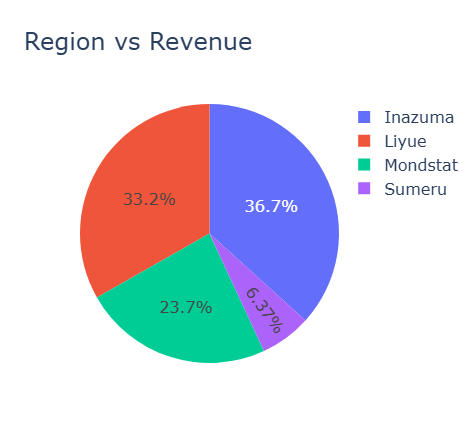 Region vs Revenue
Inazuma
Liyue
Mondstat
Sumeru
33.2%
36.7%
23.7%
6.37%